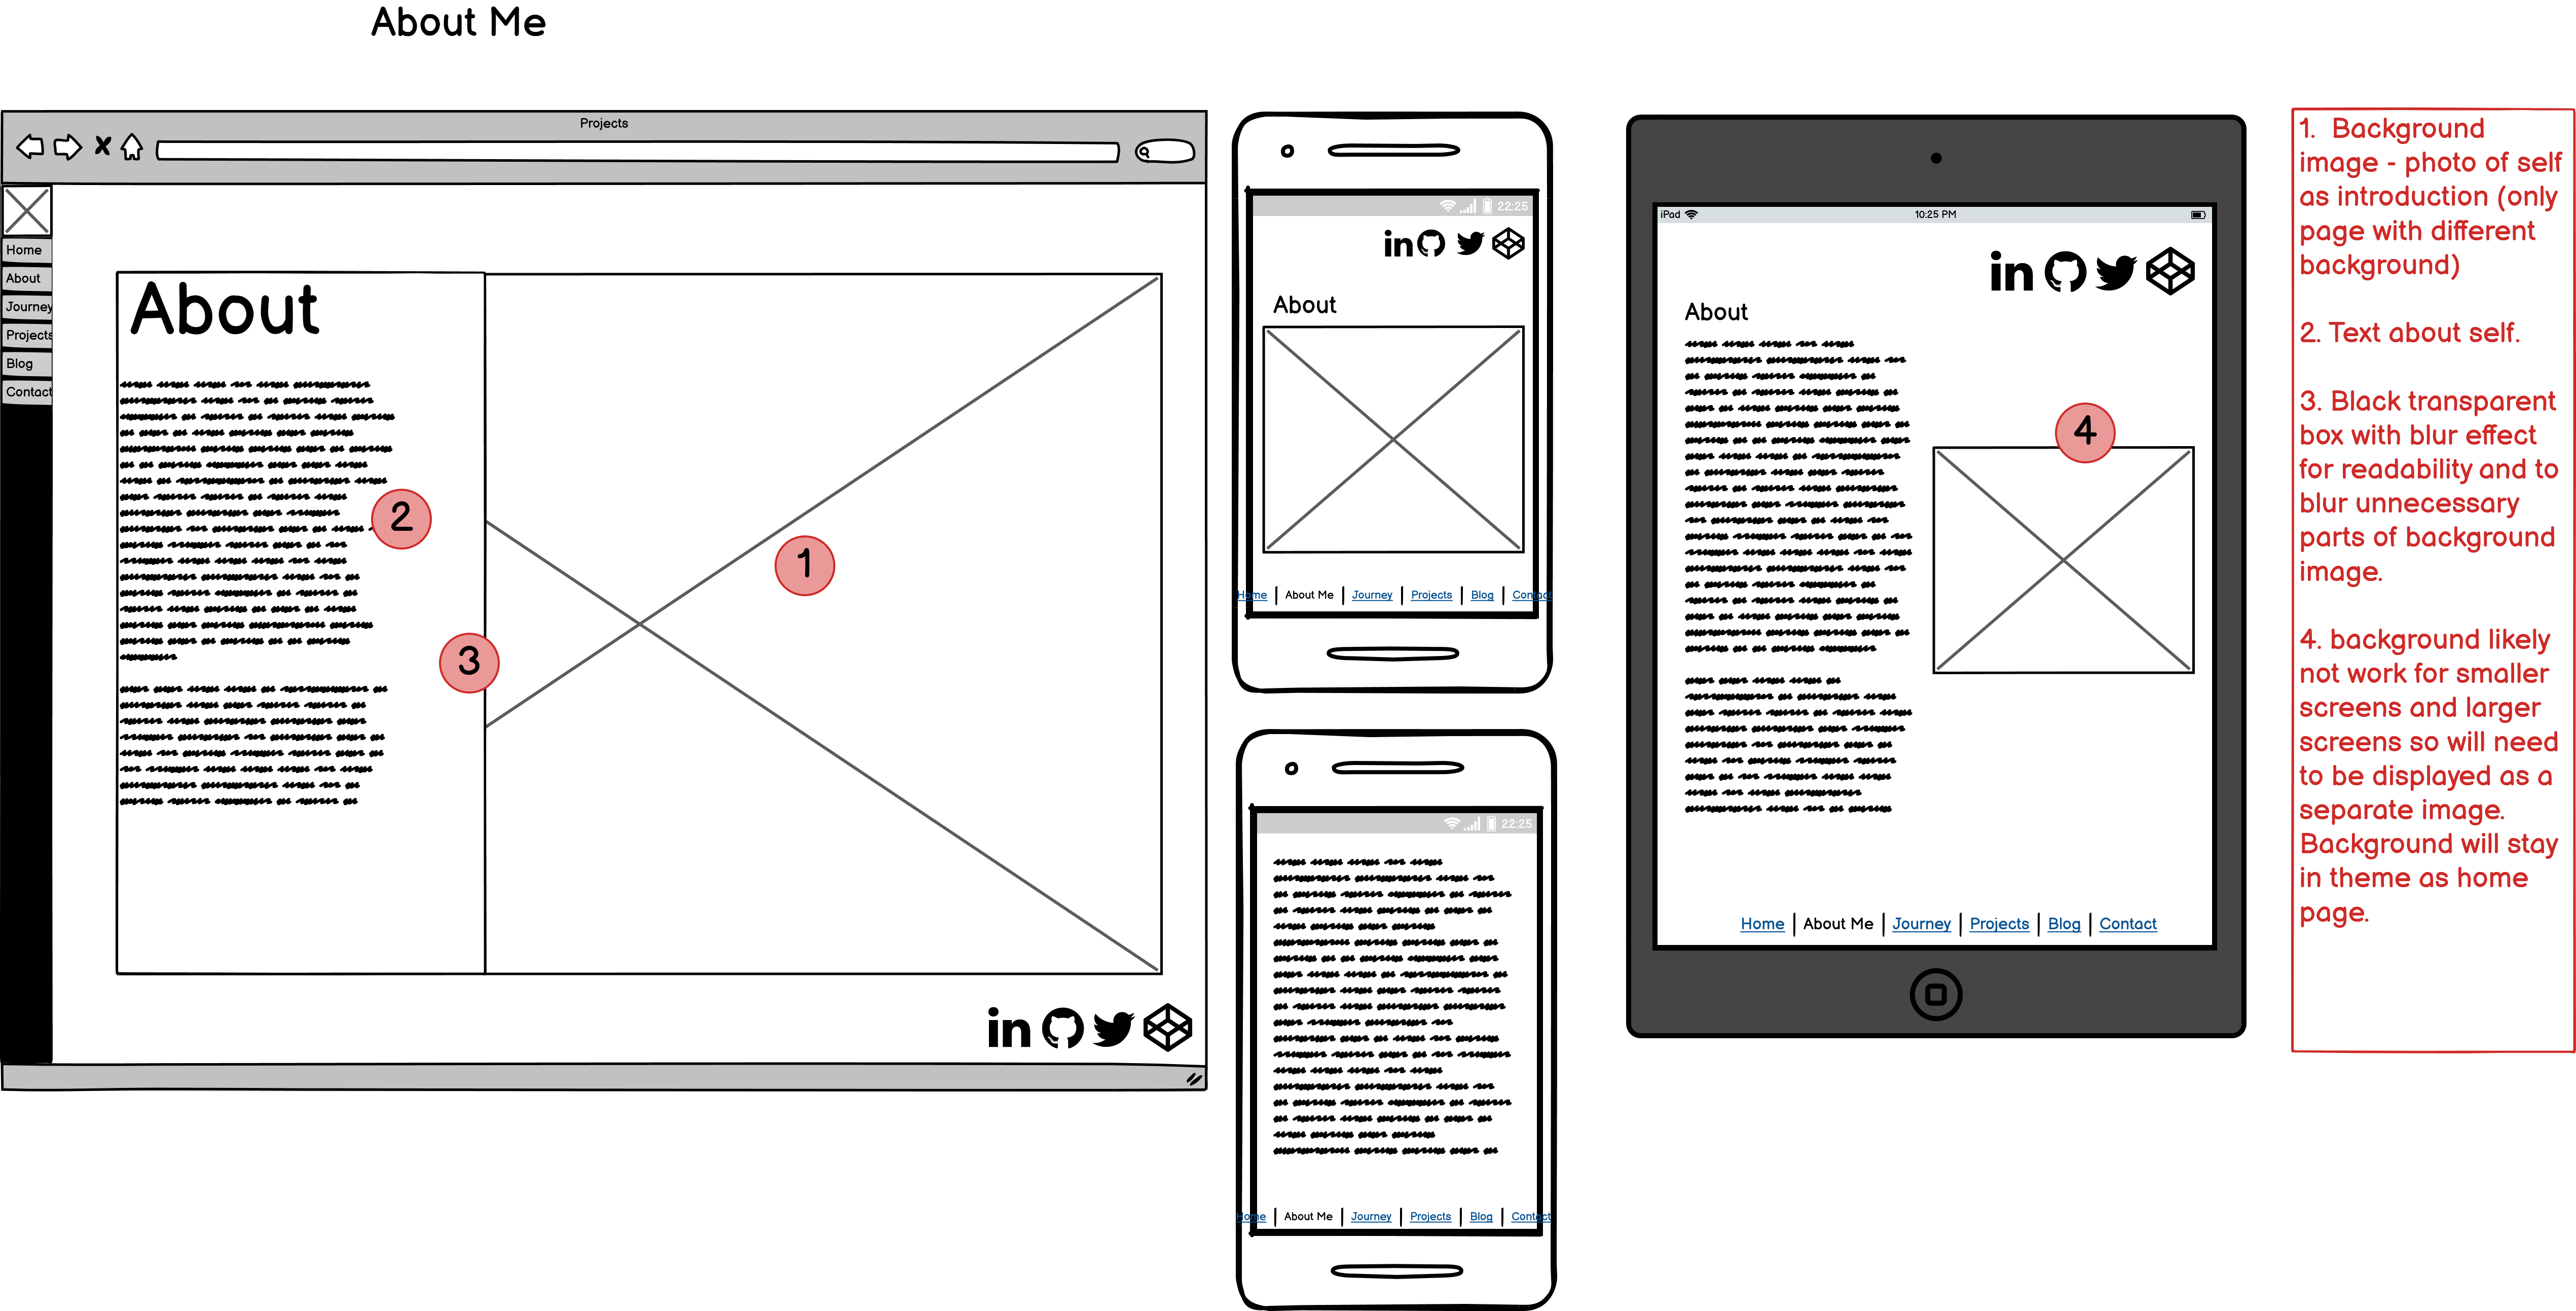 About Me
Projects
Home
About
Journey
Projects
Blog
Contact
About
2
1
3
22:25
in
About
Home | About Me | Journey | Projects | Blog | Contact
22:25
Home | About Me | Journey | Projects | Blog | Contact
iPad
10:25 PM
in
About
4
Home | About Me | Journey | Projects | Blog | Contact
in
1. Background
image - photo of self
as introduction (only
page with different
background)
2. Text about self.
3. Black transparent
box with blur effect
for readability and to
blur unnecessary
parts of background
image.
4. background likely
not work for smaller
screens and larger
screens so will need
to be displayed as a
separate image.
Background will stay
in theme as home
page.